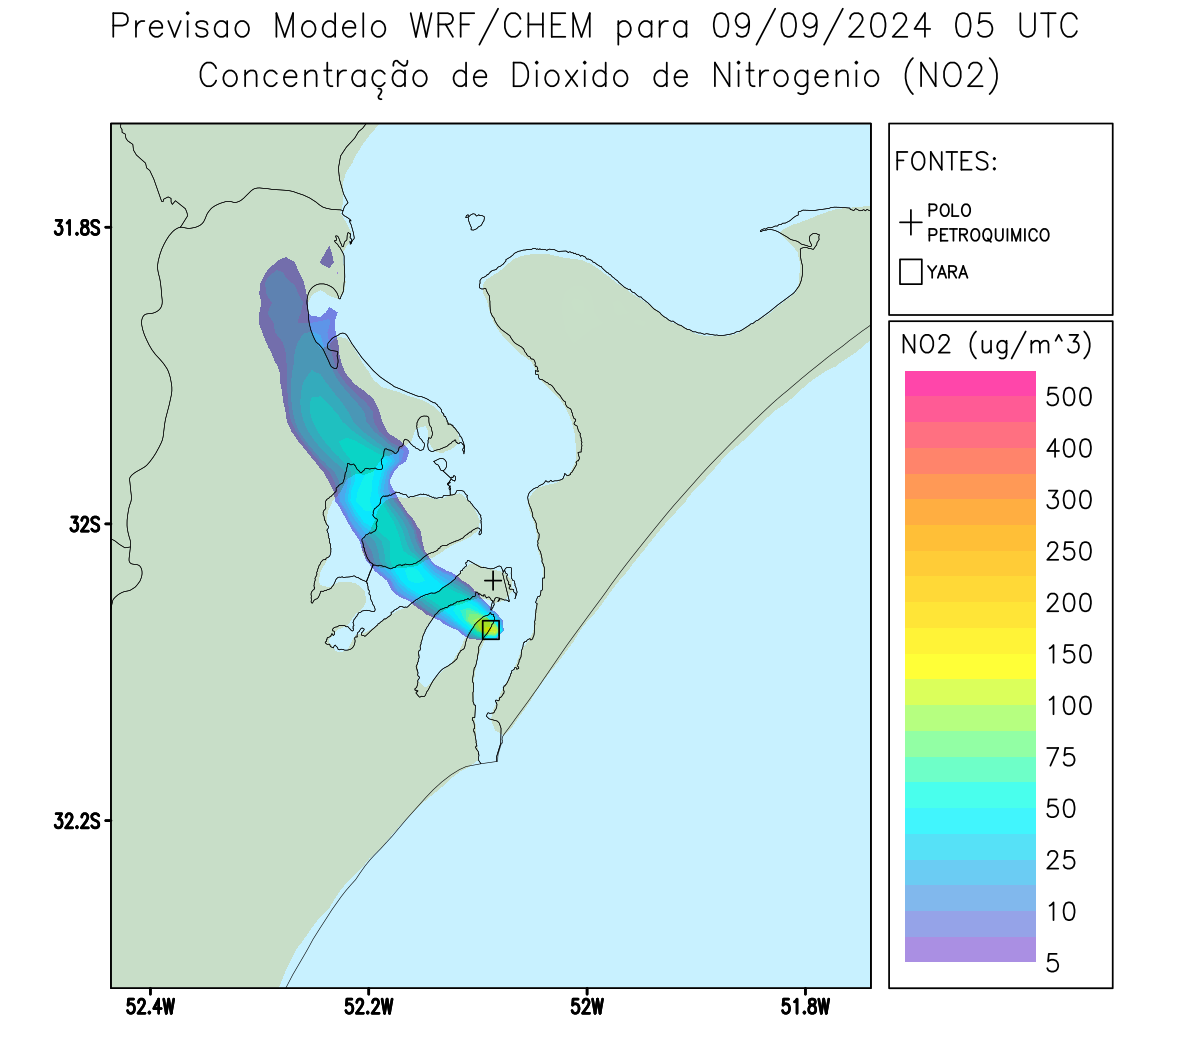 Previsao Modelo WRF/CHEM para 09/09/2024 05 UTC
Concentração de Dioxido de Nitrogenio (NO2)
FONTES:
POLO
PETROQUIMICO
YARA
NO2 (ug/m^3)
500
400
300
250
200
150
100
75
50
25
10
5
31.8S
32S
32.2S
52.4W
52.2W
52W
51.8W